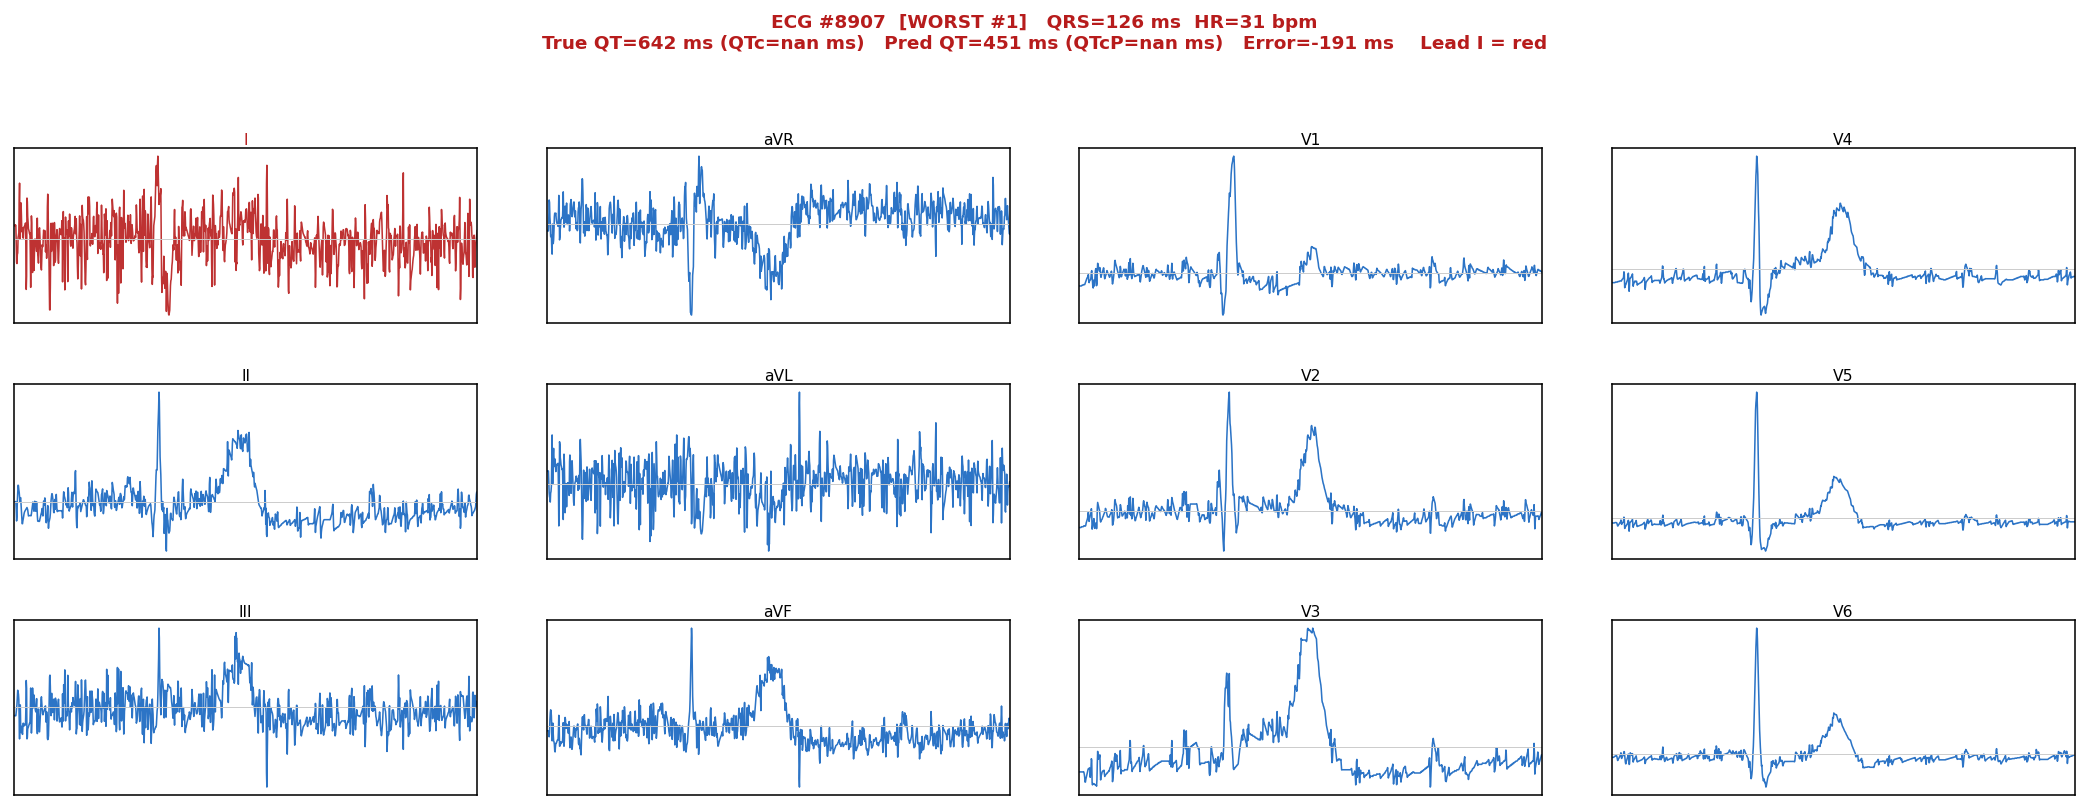 ECG #8907  [WORST #1]   QRS=126 ms  HR=31 bpm
True QT=642 ms (QTc=nan ms)   Pred QT=451 ms (QTcP=nan ms)   Error=-191 ms    Lead I = red
I
aVR
V1
V4
II
aVL
V2
V5
III
aVF
V3
V6